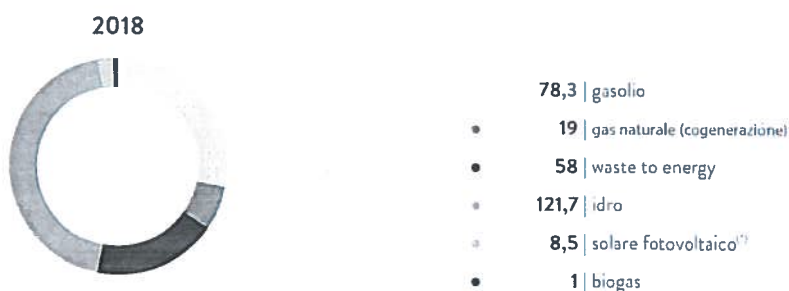 2018
78,3 | gasolio
19 | gas naturale (cogenerazione)
58 | waste to energy
121,7 | idro
8,5 | solare fotovoltaico(*)
1 | biogas